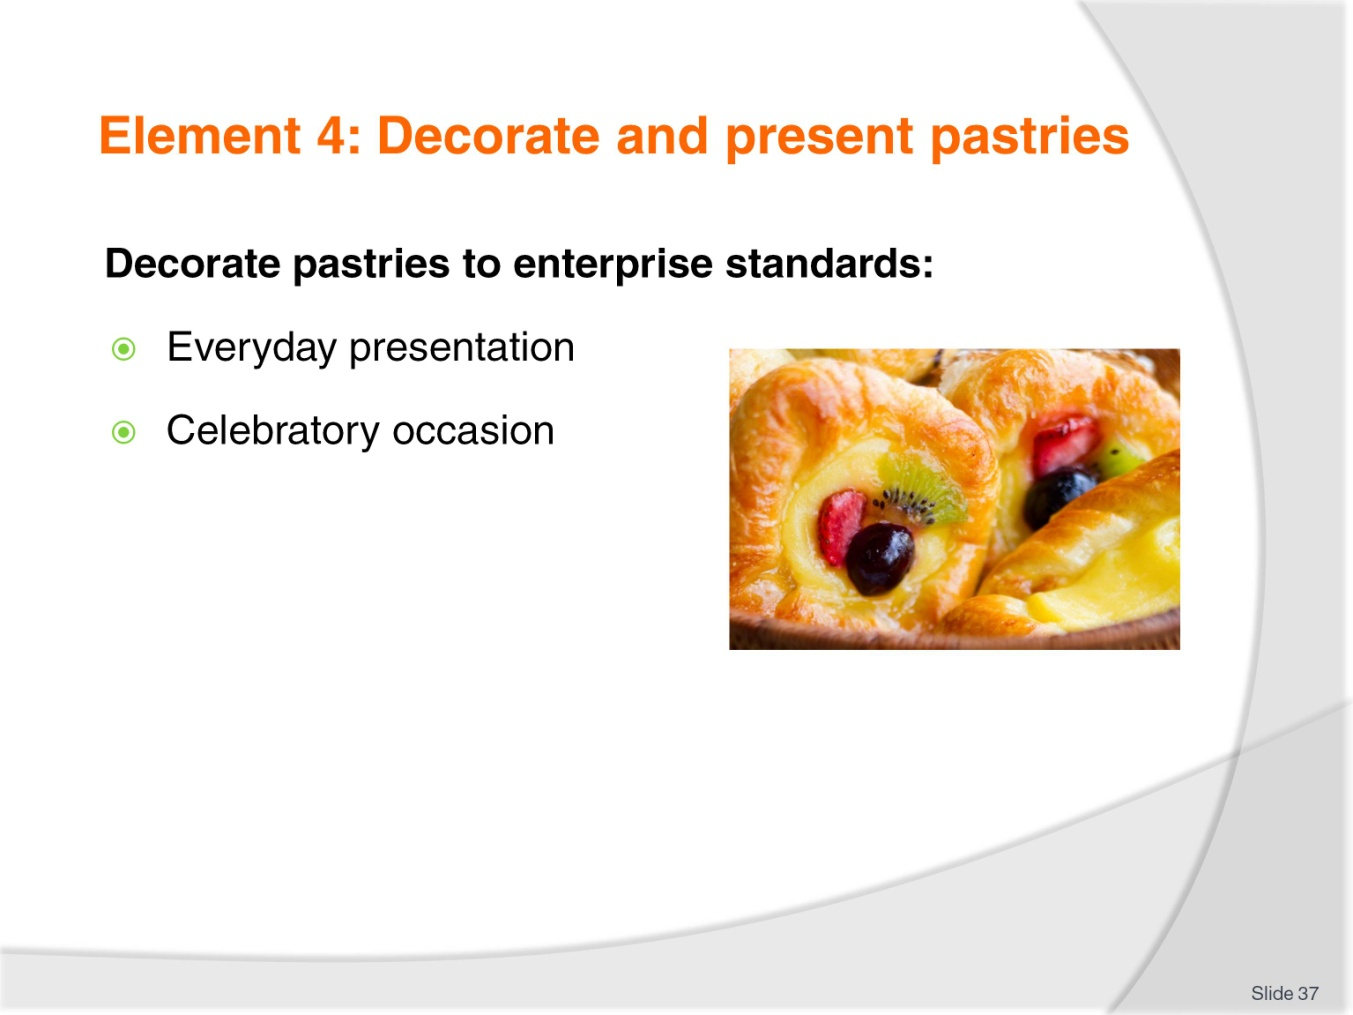 Element 4: Decorate and present pastries
Decorate pastries to enterprise standards:
Everyday presentation
Celebratory occasion
Slide 37